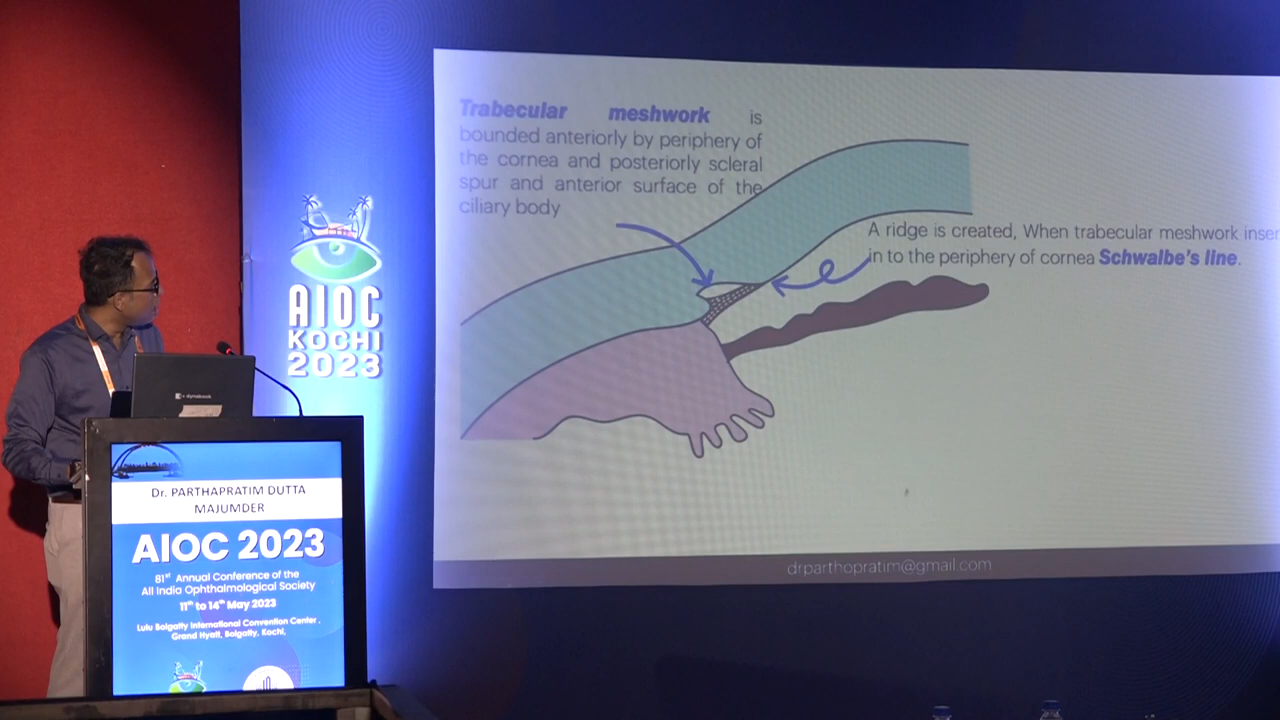 Trabecular meshwork is
bounded anteriorly by periphery of
the cornea and posteriorly scleral
spur and anterior surface of the
ciliary body
A ridge is created, When trabecular meshwork inser
in to the periphery of cornea Schwalbe's line.
drparthopratim@gmail.com
AIOC
KOCHI
2023
dynabook
Dr. PARTHAPRATIM DUTTA
MAJUMDER
AIOC 2023
81st Annual Conference of the
All India Ophthalmological Society
11th to 14th May 2023
Lulu Bolgatty International Convention Center,
Grand Hyatt, Bolgatty, Kochi,